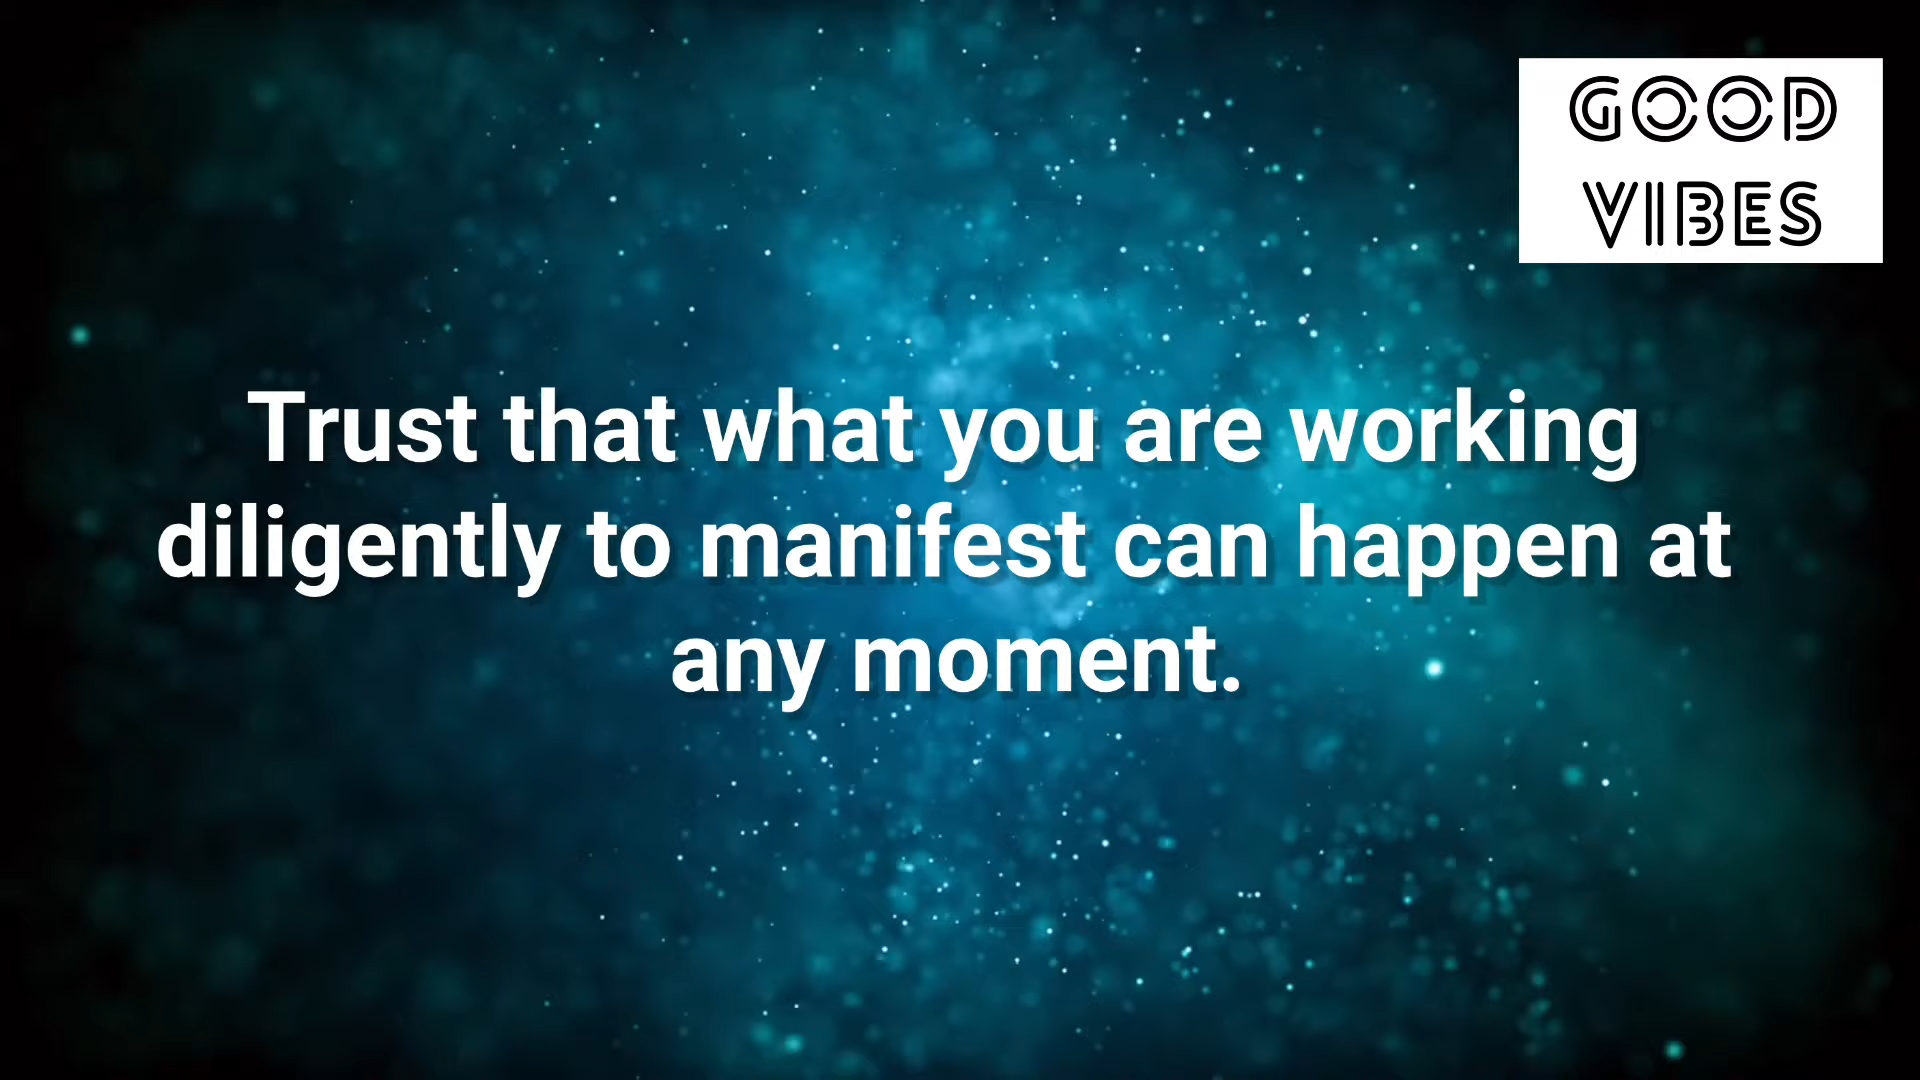 GOOD
VIBES
Trust that what you are working
diligently to manifest can happen at
any moment.